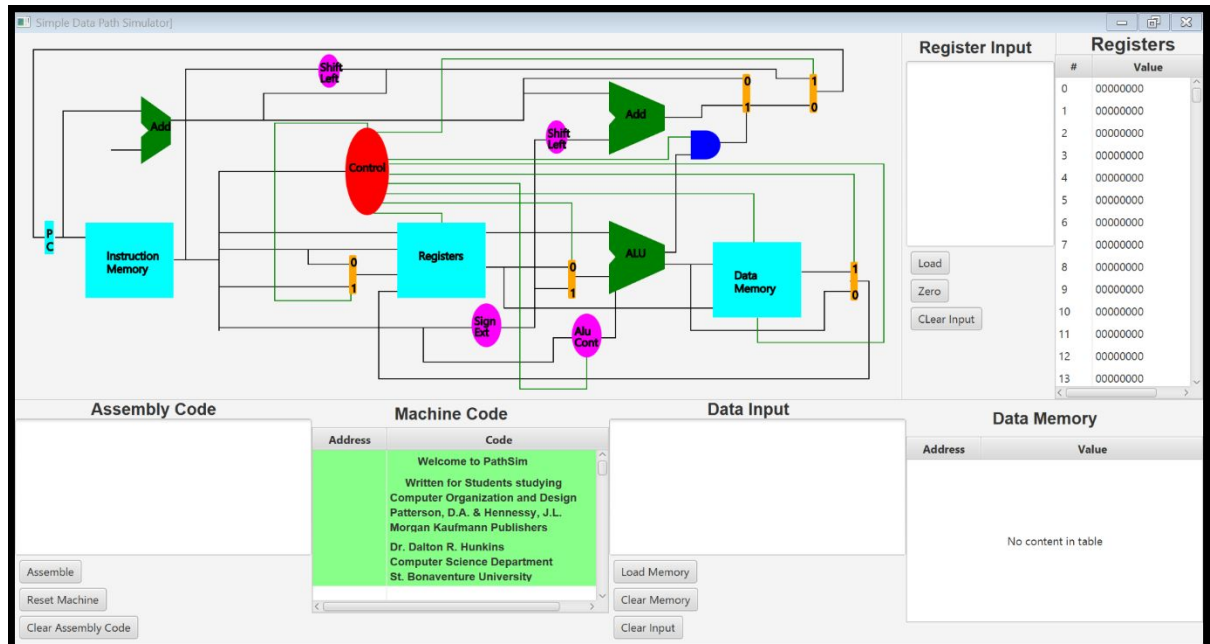 Simple Data Path Simulator]
Shift
Left
Add
Control
Shift
Left
Add
0
1
1
0
P
C
Instruction
Memory
0
1
Registers
0
1
ALU
Data
Memory
1
0
Sign
Ext
Alu
Cont
Register Input
Load
Zero
CLear Input
Registers
# Value
0 00000000
1 00000000
2 00000000
3 00000000
4 00000000
5 00000000
6 00000000
7 00000000
8 00000000
9 00000000
10 00000000
11 00000000
12 00000000
13 00000000
Assembly Code
Assemble
Reset Machine
Clear Assembly Code
Machine Code
Address Code
Welcome to PathSim
Written for Students studying
Computer Organization and Design
Patterson, D.A. & Hennessy, J.L.
Morgan Kaufmann Publishers
Dr. Dalton R. Hunkins
Computer Science Department
St. Bonaventure University
Data Input
Load Memory
Clear Memory
Clear Input
Data Memory
Address Value
No content in table